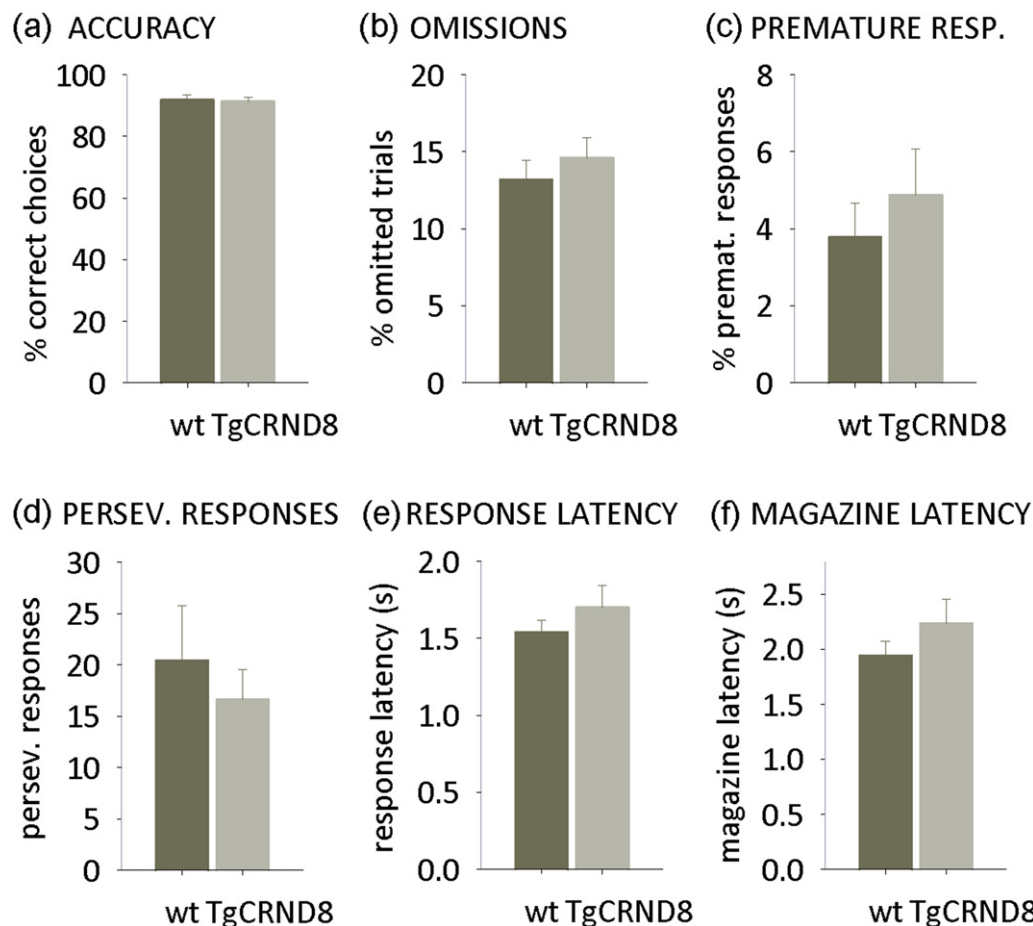 (a) ACCURACY
% correct choices
100
80
60
40
20
0
wt TgCRND8
(b) OMISSIONS
% omitted trials
20
15
10
5
0
wt TgCRND8
(c) PREMATURE RESP.
% premat. responses
8
6
4
2
0
wt TgCRND8
(d) PERSEV. RESPONSES
persev. responses
30
25
20
15
10
5
0
wt TgCRND8
(e) RESPONSE LATENCY
response latency (s)
2.0
1.5
1.0
0.5
0.0
wt TgCRND8
(f) MAGAZINE LATENCY
magazine latency (s)
2.5
2.0
1.5
1.0
0.5
0.0
wt TgCRND8